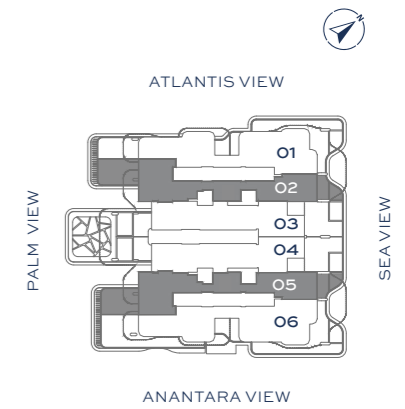 N
ATLANTIS VIEW
01
02
PALM VIEW
03
SEA VIEW
04
05
06
ANANTARA VIEW